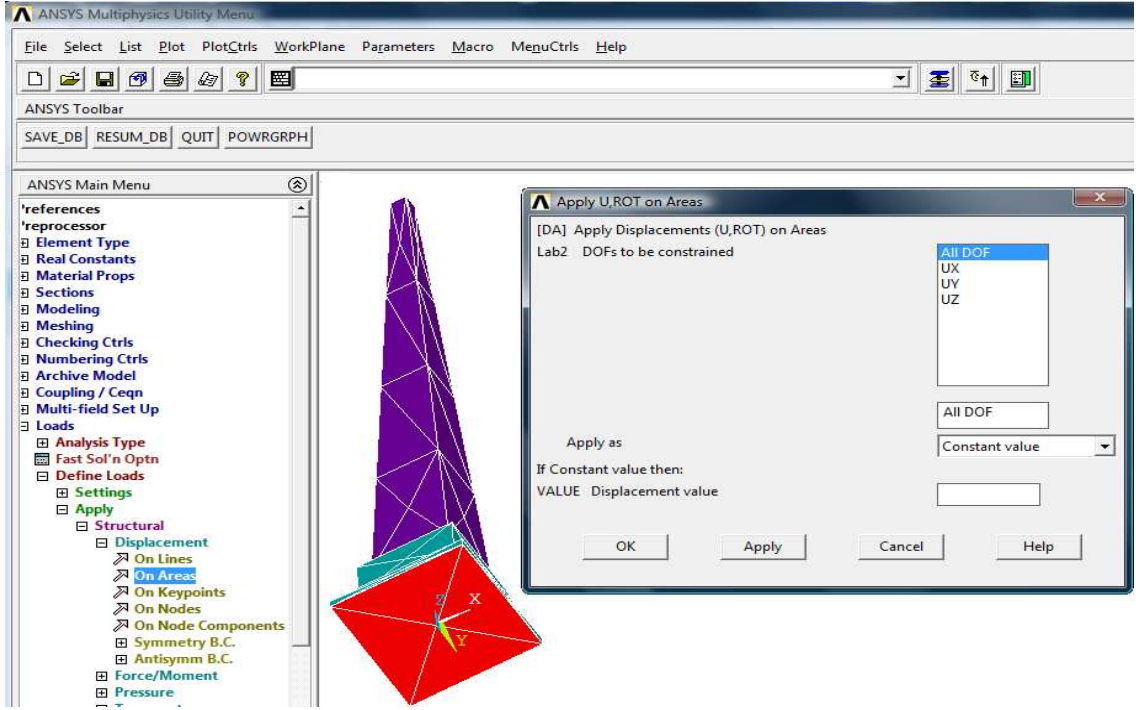 ANSYS Multiphysics Utility Menu
File Select List Plot PlotCtrls WorkPlane Parameters Macro MenuCtrls Help
ANSYS Toolbar
SAVE_DB RESUM_DB QUIT POWRGRPH
ANSYS Main Menu
'references
'reprocessor
Element Type
Real Constants
Material Props
Sections
Modeling
Meshing
Checking Ctrls
Numbering Ctrls
Archive Model
Coupling / Ceqn
Multi-field Set Up
Loads
Analysis Type
Fast Sol'n Optn
Define Loads
Settings
Apply
Structural
Displacement
On Lines
On Areas
On Keypoints
On Nodes
On Node Components
Symmetry B.C.
Antisymm B.C.
Force/Moment
Pressure
Z X
Y
Apply U,ROT on Areas
[DA] Apply Displacements (U,ROT) on Areas
Lab2 DOFs to be constrained
All DOF
UX
UY
UZ
All DOF
Apply as Constant value
If Constant value then:
VALUE Displacement value
OK Apply Cancel Help